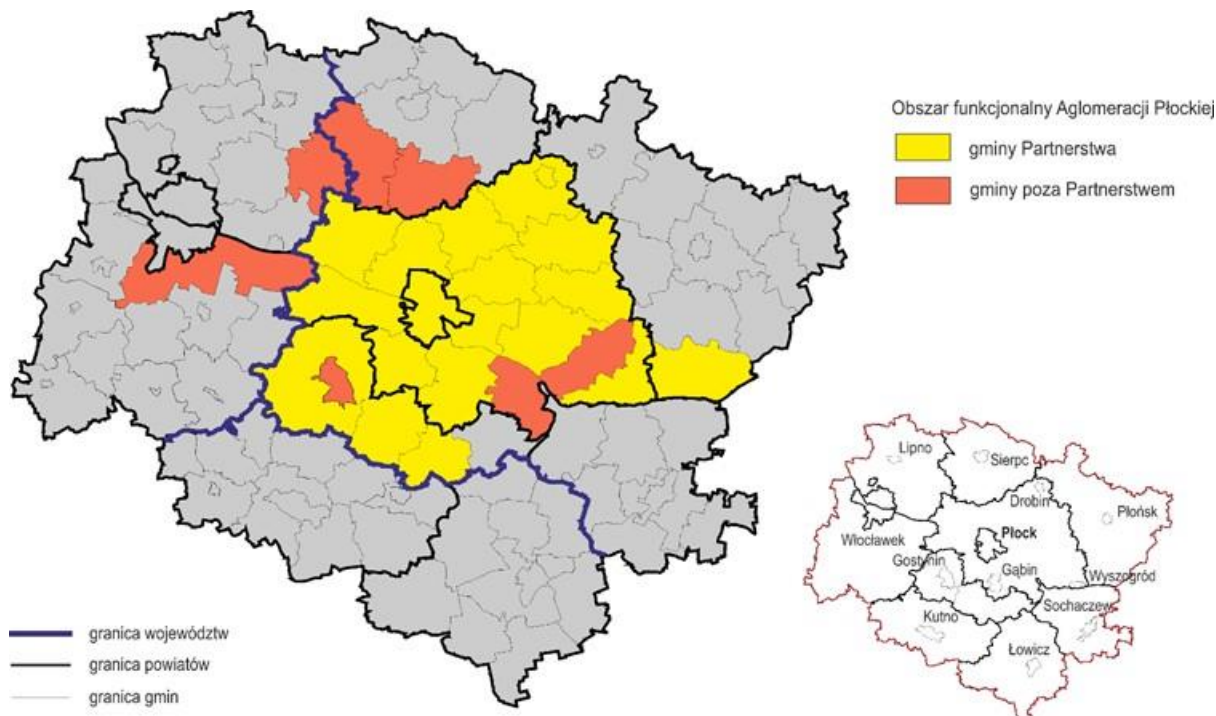 Obszar funkcjonalny Aglomeracji Płockiej
gminy Partnerstwa
gminy poza Partnerstwem
granica województw
granica powiatów
granica gmin
Lipno
Sierpc
Drobin
Płońsk
Płock
Włocławek
Gostynin
Gąbin
Wyszogród
Kutno
Sochaczew
Łowicz